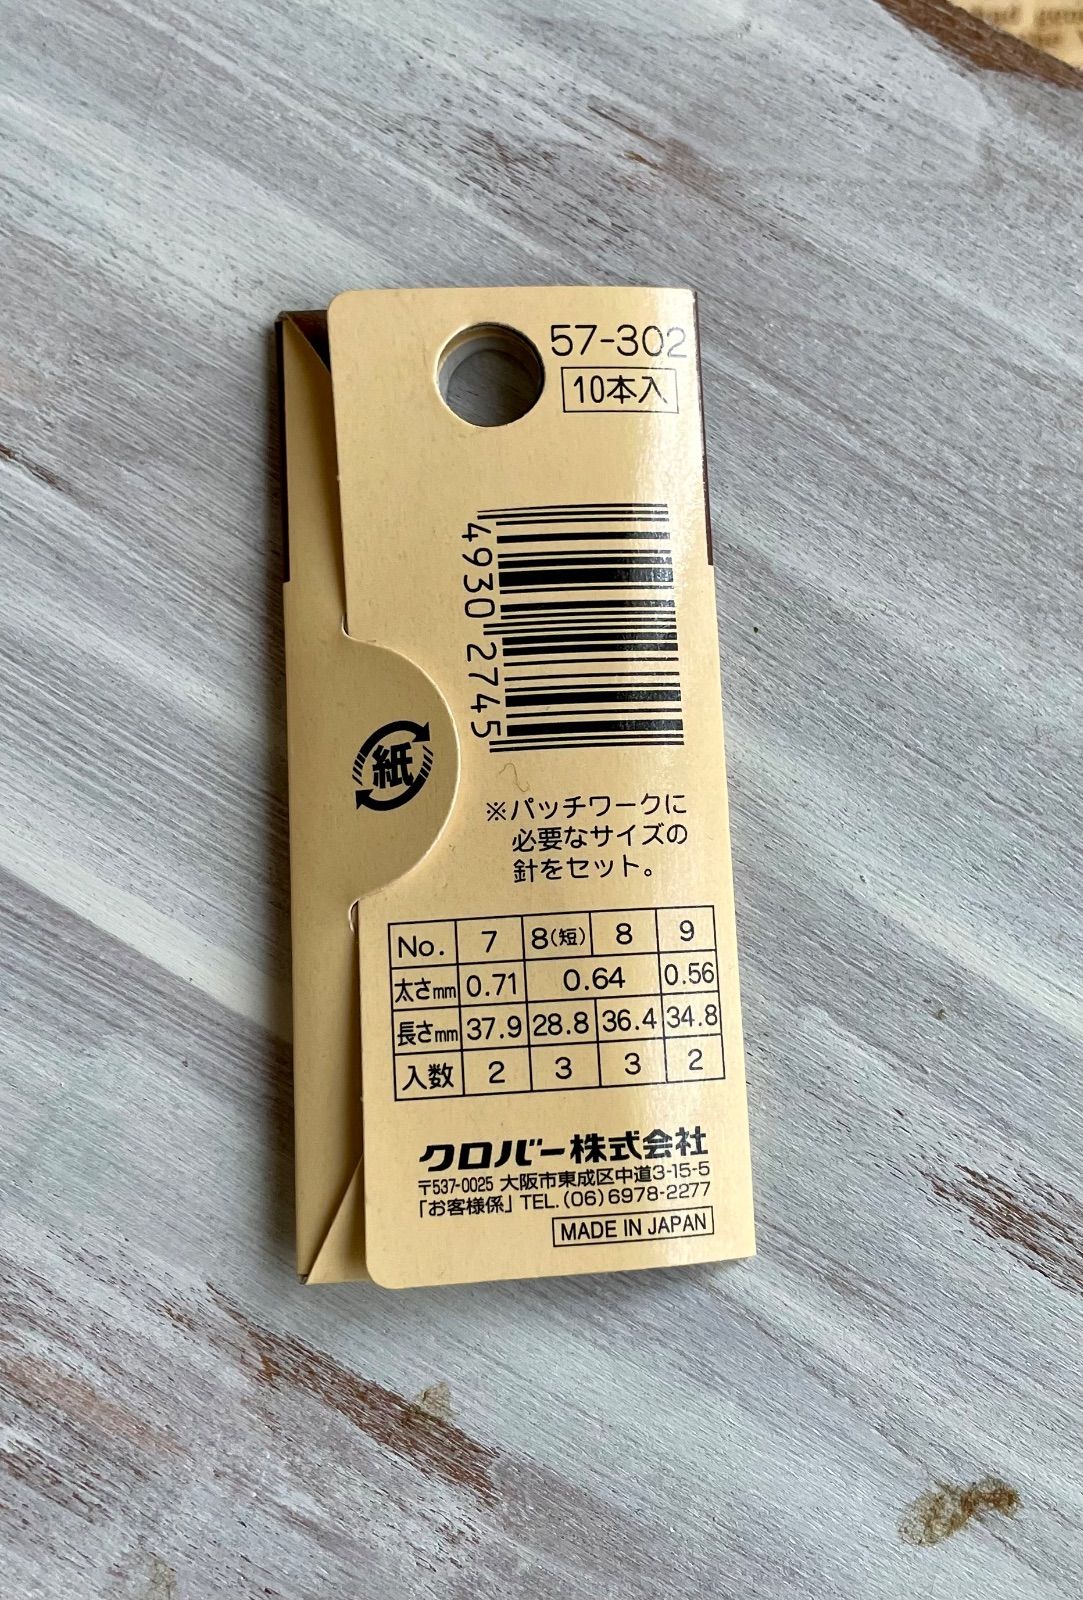 57-302
10本入
4930 2745
紙
※パッチワークに
必要なサイズの
針をセット。
No. 7 8(短) 8 9
太さmm 0.71 0.64 0.56
長さmm 37.9 28.8 36.4 34.8
入数 2 3 3 2
クロバー株式会社
〒537-0025 大阪市東成区中道3-15-5
「お客様係」TEL.(06)6978-2277
MADE IN JAPAN